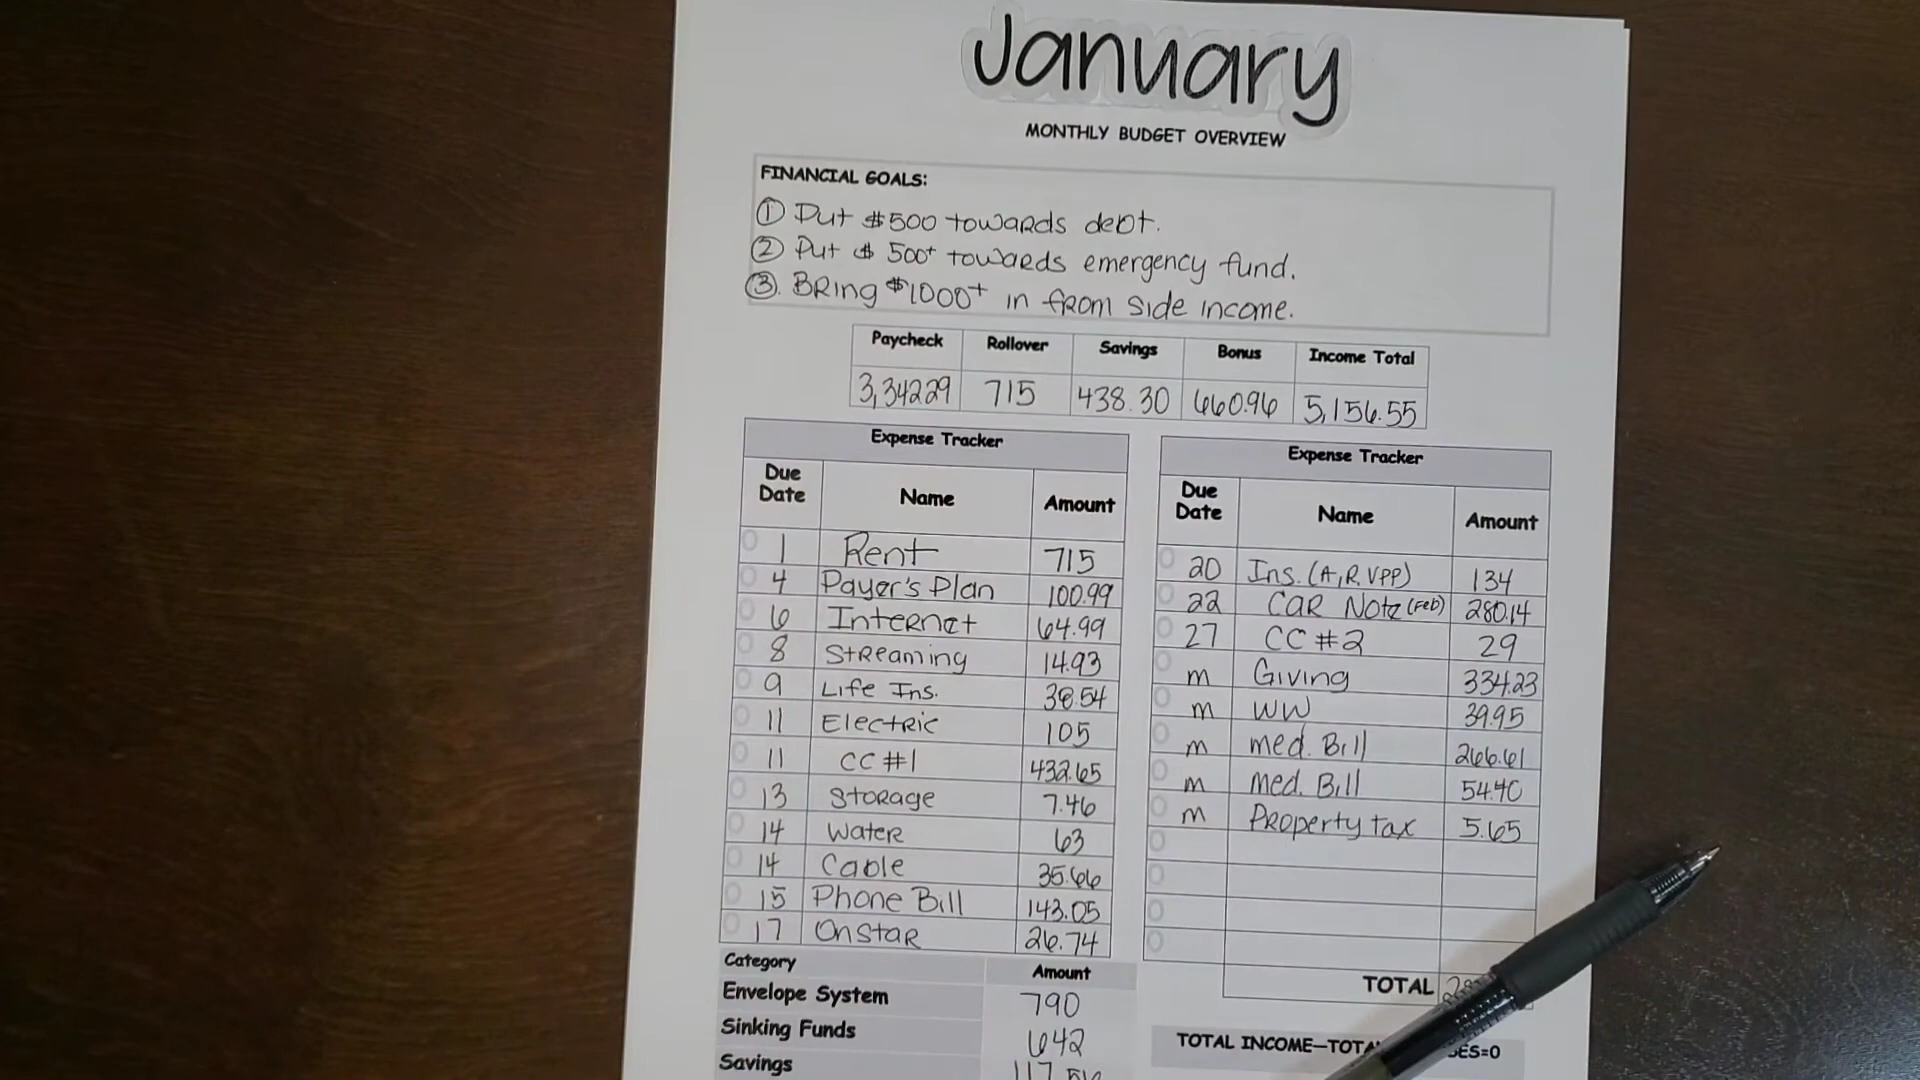 January
MONTHLY BUDGET OVERVIEW
FINANCIAL GOALS:
① Put $500 towards debt.
② Put $ 500+ towards emergency fund.
③. Bring $1000+ in from side income.
Paycheck Rollover Savings Bonus Income Total
3,342.29 715 438.30 660.96 5,156.55
Expense Tracker
Due Date Name Amount
1 Rent 715
4 Payer's Plan 100.99
6 Internet 64.99
8 Streaming 14.93
9 Life Ins. 38.54
11 Electric 105
11 CC #1 432.65
13 Storage 7.46
14 Water 63
14 Cable 35.66
15 Phone Bill 143.05
17 OnStar 26.74
Expense Tracker
Due Date Name Amount
20 Ins. (A,R,VPP) 134
22 Car Note (Feb) 280.14
27 CC #2 29
m Giving 334.23
m WW 39.95
m med. Bill 266.61
m Med. Bill 54.40
m Property tax 5.65
TOTAL
Category Amount
Envelope System 790
Sinking Funds 642
Savings
TOTAL INCOME—
=0